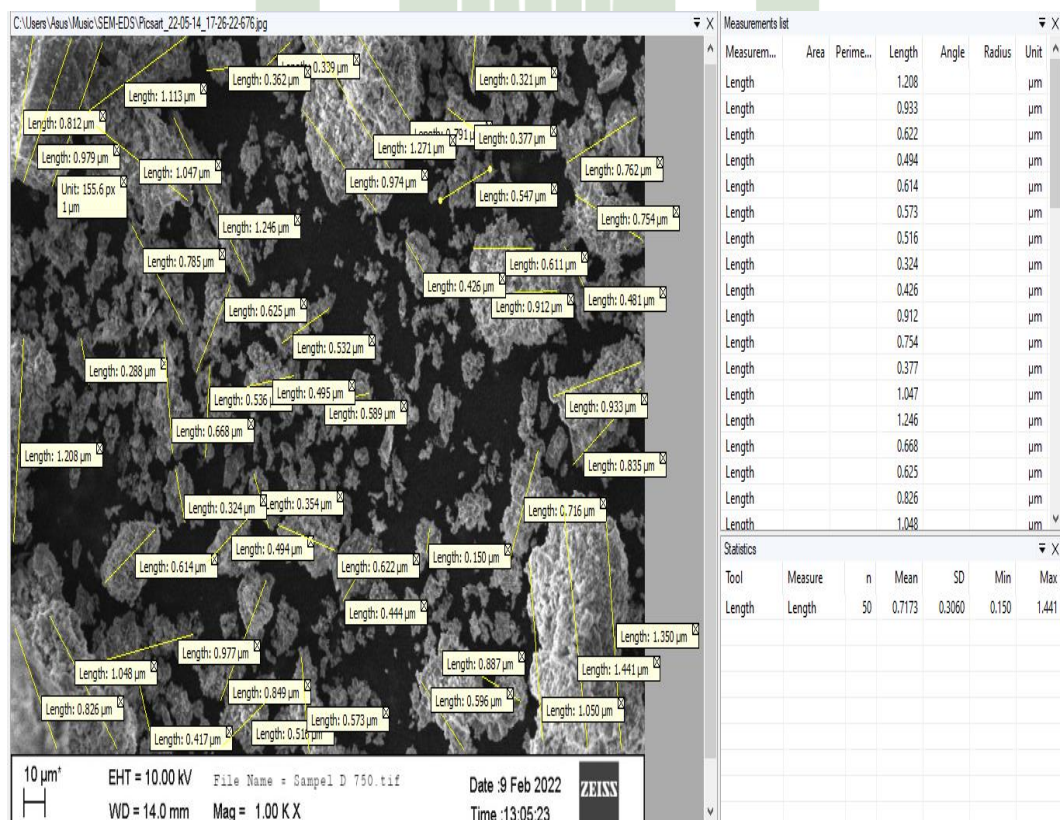 C:\Users\Asus\Music\SEM-EDS\Picsart_22-05-14_17-26-22-676.jpg
Length: 0.339 µm
Length: 0.362 µm
Length: 0.321 µm
Length: 1.113 µm
Length: 0.812 µm
Length: 0.791 µm
Length: 0.377 µm
Length: 1.271 µm
Length: 0.979 µm
Length: 1.047 µm
Length: 0.762 µm
Length: 0.974 µm
Unit: 155.6 px
1 µm
Length: 0.547 µm
Length: 0.754 µm
Length: 1.246 µm
Length: 0.785 µm
Length: 0.611 µm
Length: 0.426 µm
Length: 0.481 µm
Length: 0.912 µm
Length: 0.625 µm
Length: 0.532 µm
Length: 0.288 µm
Length: 0.495 µm
Length: 0.536 µ
Length: 0.589 µm
Length: 0.933 µm
Length: 0.668 µm
Length: 1.208 µm
Length: 0.835 µm
Length: 0.324 µm
Length: 0.354 µm
Length: 0.716 µm
Length: 0.494 µm
Length: 0.150 µm
Length: 0.614 µm
Length: 0.622 µm
Length: 0.444 µm
Length: 1.350 µm
Length: 0.977 µm
Length: 0.887 µm
Length: 1.441 µm
Length: 1.048 µm
Length: 0.849 µm
Length: 0.596 µm
Length: 0.826 µm
Length: 1.050 µm
Length: 0.573 µm
Length: 0.516
Length: 0.417 µm
10 µm*
EHT = 10.00 kV File Name = Sampel D 750.tif Date :9 Feb 2022 ZEISS
WD = 14.0 mm Mag = 1.00 K X Time :13:05:23
Measurements list
Measurem... Area Perime... Length Angle Radius Unit
Length 1.208 µm
Length 0.933 µm
Length 0.622 µm
Length 0.494 µm
Length 0.614 µm
Length 0.573 µm
Length 0.516 µm
Length 0.324 µm
Length 0.426 µm
Length 0.912 µm
Length 0.754 µm
Length 0.377 µm
Length 1.047 µm
Length 1.246 µm
Length 0.668 µm
Length 0.625 µm
Length 0.826 µm
Length 1.048 µm
Statistics
Tool Measure n Mean SD Min Max
Length Length 50 0.7173 0.3060 0.150 1.441